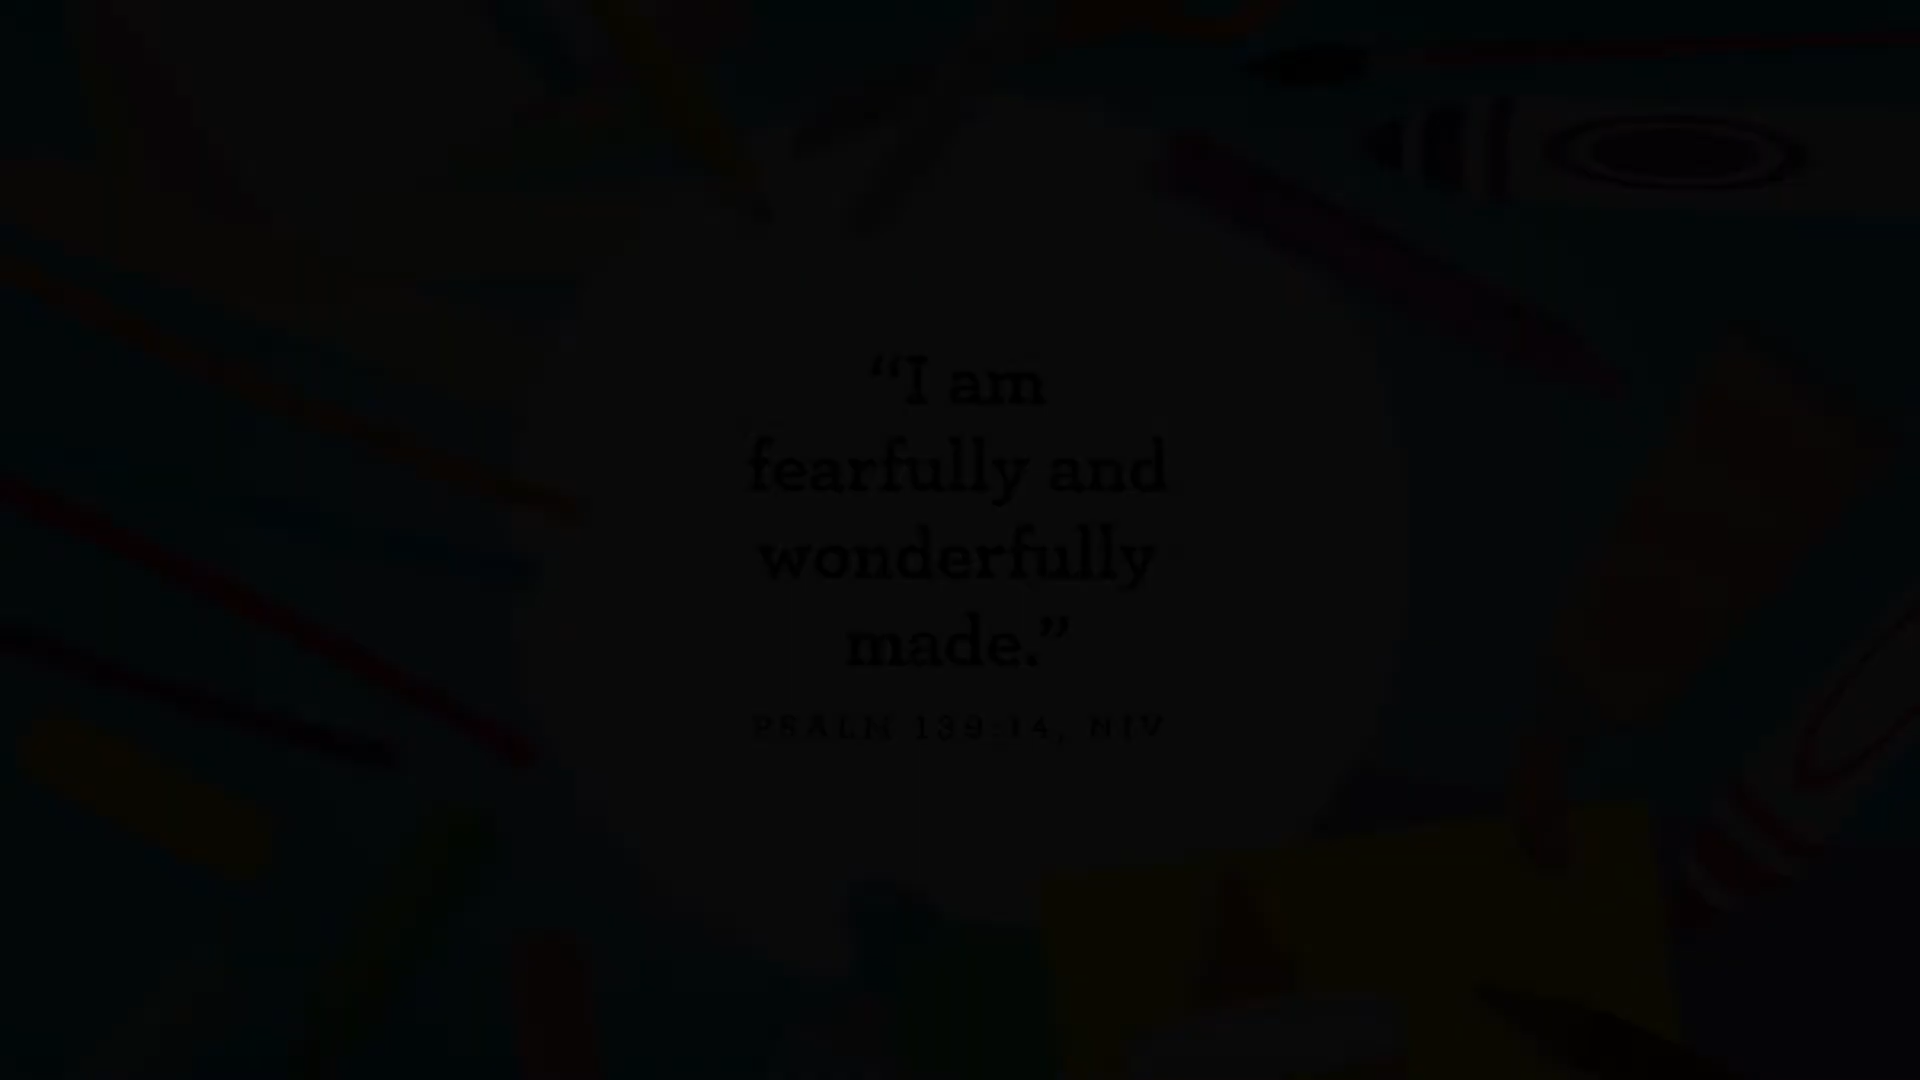 “I am
fearfully and
wonderfully
made.”
PSALM 139:14, NIV